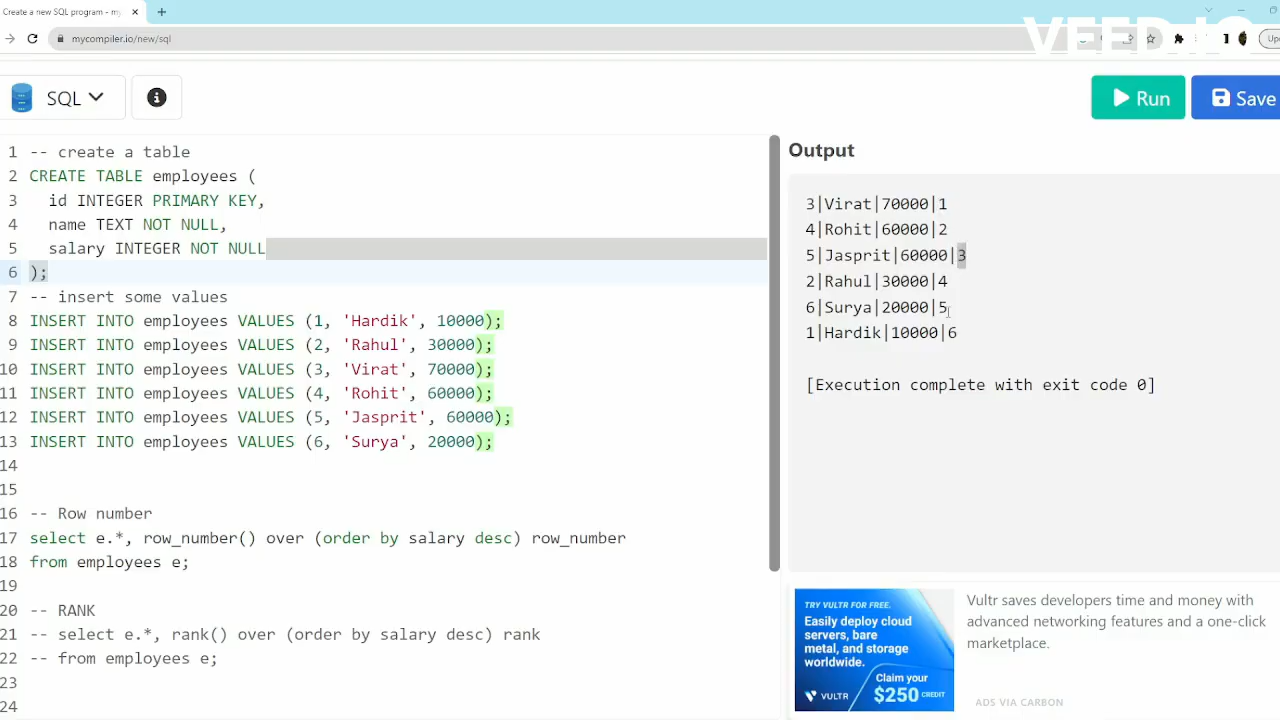 Create a new SQL program - my
mycompiler.io/new/sql
VEED.IO
SQL
Run
Save
1 -- create a table
2 CREATE TABLE employees (
3   id INTEGER PRIMARY KEY,
4   name TEXT NOT NULL,
5   salary INTEGER NOT NULL
6 );
7 -- insert some values
8 INSERT INTO employees VALUES (1, 'Hardik', 10000);
9 INSERT INTO employees VALUES (2, 'Rahul', 30000);
10 INSERT INTO employees VALUES (3, 'Virat', 70000);
11 INSERT INTO employees VALUES (4, 'Rohit', 60000);
12 INSERT INTO employees VALUES (5, 'Jasprit', 60000);
13 INSERT INTO employees VALUES (6, 'Surya', 20000);
14
15
16 -- Row number
17 select e.*, row_number() over (order by salary desc) row_number
18 from employees e;
19
20 -- RANK
21 -- select e.*, rank() over (order by salary desc) rank
22 -- from employees e;
23
24
Output
3|Virat|70000|1
4|Rohit|60000|2
5|Jasprit|60000|3
2|Rahul|30000|4
6|Surya|20000|5
1|Hardik|10000|6
[Execution complete with exit code 0]
TRY VULTR FOR FREE.
Easily deploy cloud
servers, bare
metal, and storage
worldwide.
Claim your
$250 CREDIT
VULTR
Vultr saves developers time and money with
advanced networking features and a one-click
marketplace.
ADS VIA CARBON